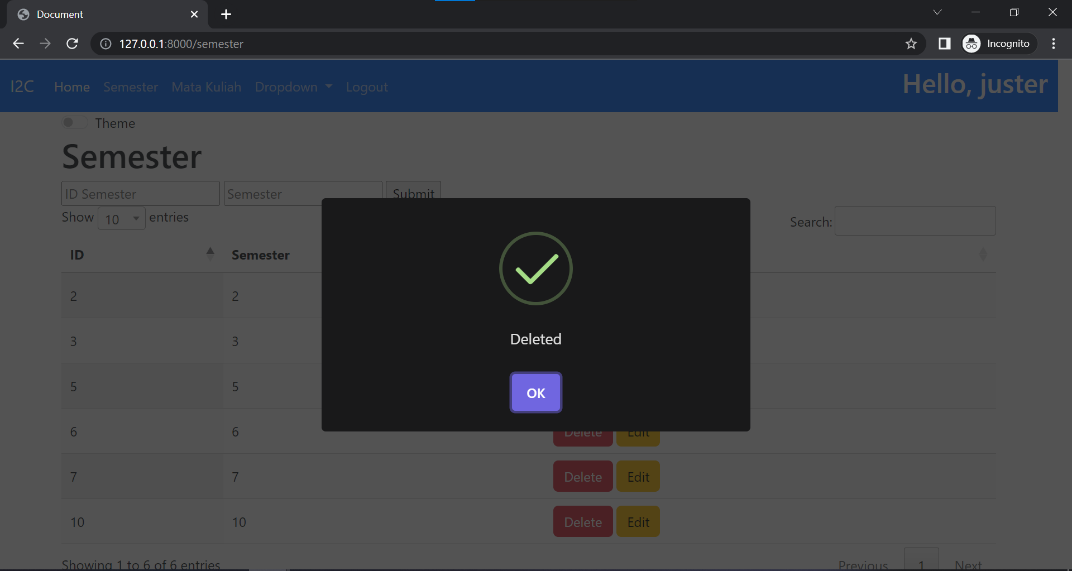 Document
127.0.0.1:8000/semester
Incognito
I2C Home Semester Mata Kuliah Dropdown Logout Hello, juster
Theme
Semester
ID Semester Semester Submit
Show 10 entries Search:
ID Semester
2 2
3 3
5 5
6 6 Delete Edit
7 7 Delete Edit
10 10 Delete Edit
Showing 1 to 6 of 6 entries Previous 1 Next
Deleted
OK